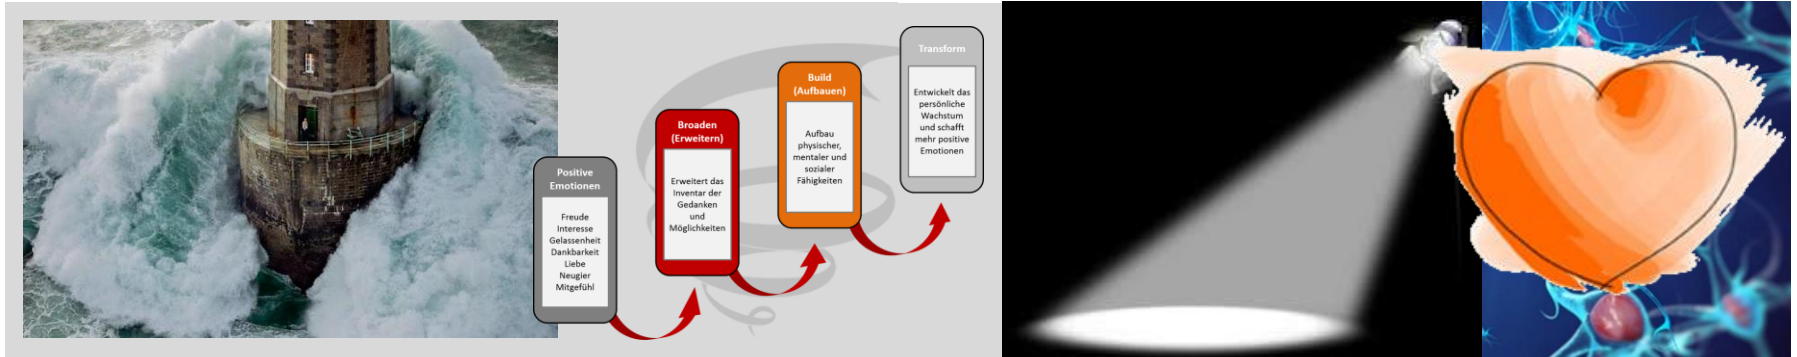 Positive
Emotionen
Freude
Interesse
Gelassenheit
Dankbarkeit
Liebe
Neugier
Mitgefühl
Broaden
(Erweitern)
Erweitert das
Inventar der
Gedanken
und
Möglichkeiten
Build
(Aufbauen)
Aufbau
physischer,
mentaler und
sozialer
Fähigkeiten
Transform
Entwickelt das
persönliche
Wachstum
und schafft
mehr positive
Emotionen